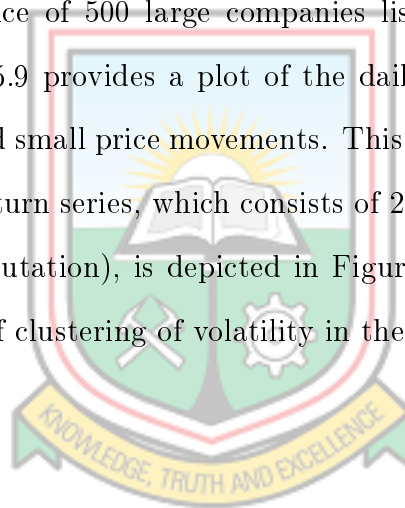 ce of 500 large companies lis
5.9 provides a plot of the dail
d small price movements. This
turn series, which consists of 2
utation), is depicted in Figur
f clustering of volatility in the
KNOWLEDGE, TRUTH AND EXCELLENCE